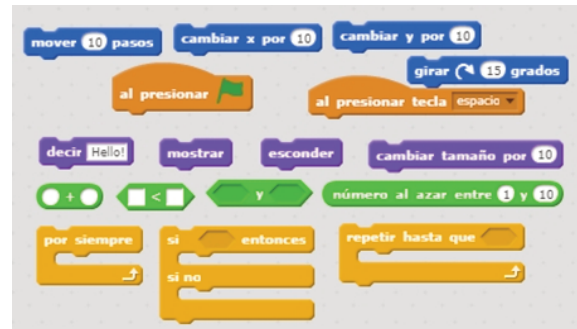 mover 10 pasos
cambiar x por 10
cambiar y por 10
girar 15 grados
al presionar
al presionar tecla espacio
decir Hello!
mostrar
esconder
cambiar tamaño por 10
+
<
y
número al azar entre 1 y 10
por siempre
si entonces
si no
repetir hasta que